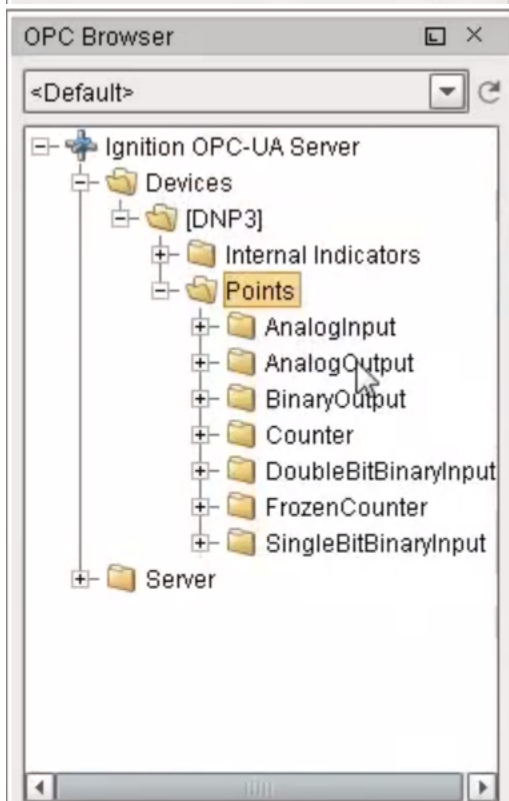 OPC Browser
<Default>
Ignition OPC-UA Server
Devices
[DNP3]
Internal Indicators
Points
AnalogInput
AnalogOutput
BinaryOutput
Counter
DoubleBitBinaryInput
FrozenCounter
SingleBitBinaryInput
Server